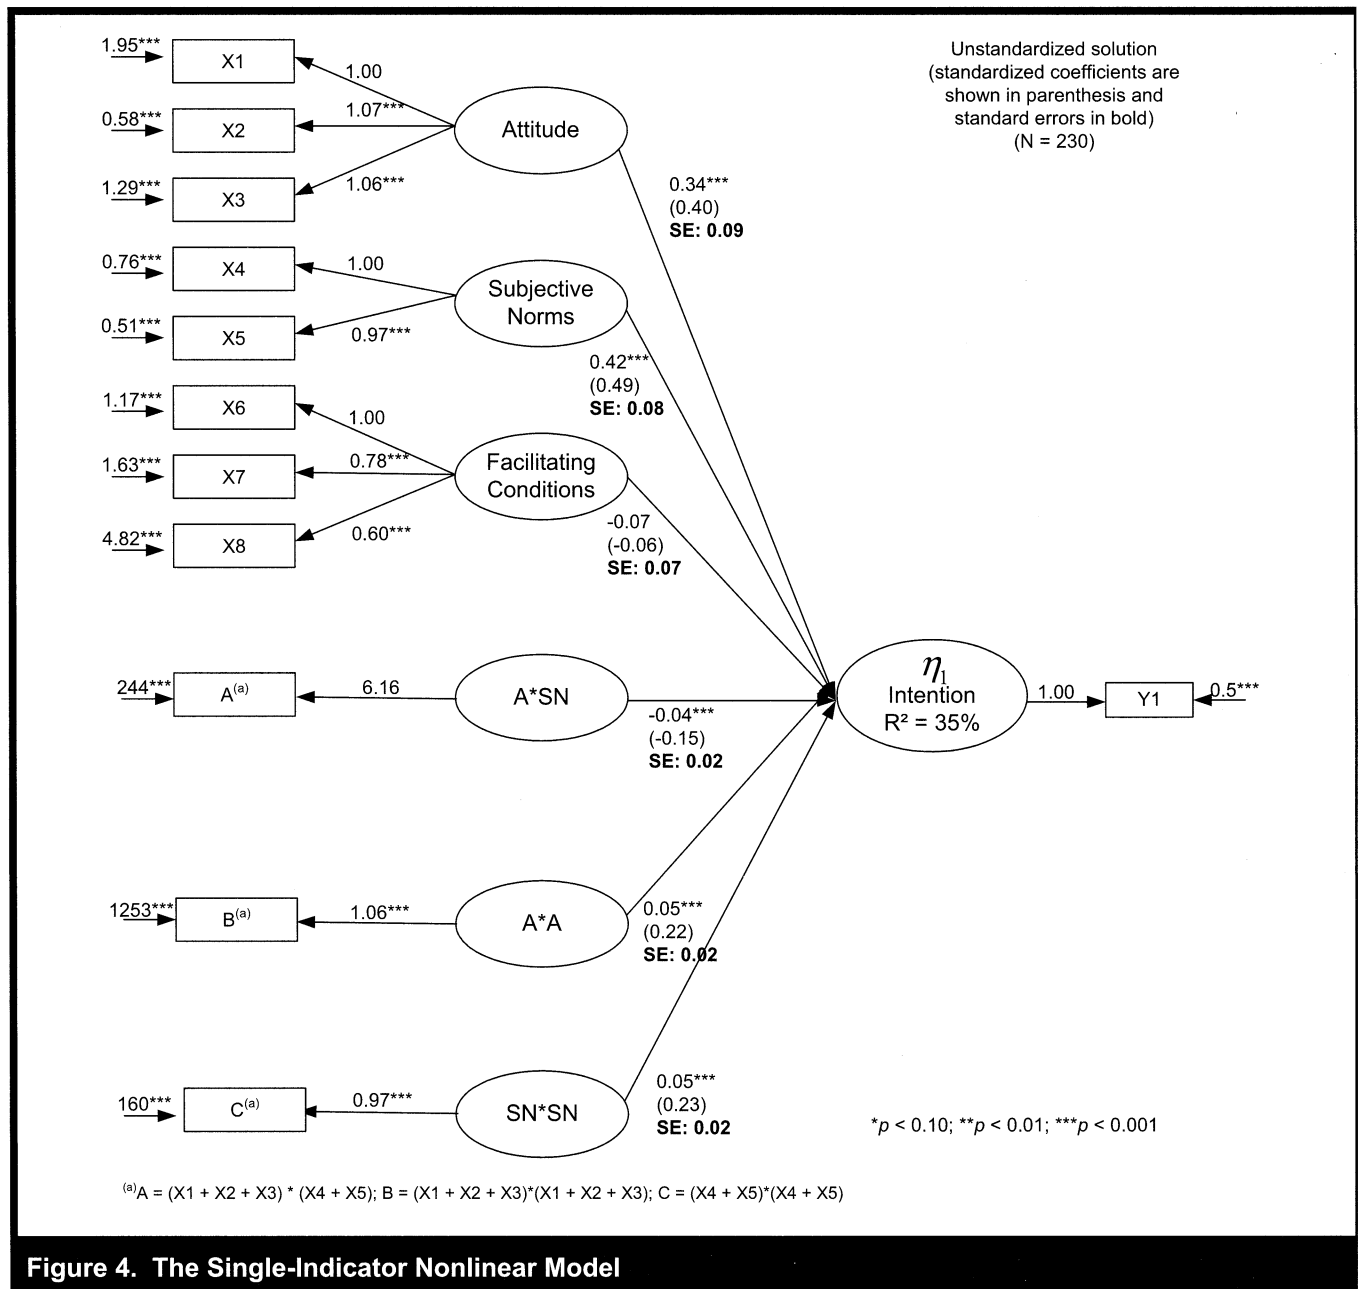 Unstandardized solution
(standardized coefficients are
shown in parenthesis and
standard errors in bold)
(N = 230)
1.95***
X1
1.00
0.58***
X2
1.07***
Attitude
1.29***
X3
1.06***
0.34***
(0.40)
SE: 0.09
0.76***
X4
1.00
Subjective
Norms
0.51***
X5
0.97***
0.42***
(0.49)
SE: 0.08
1.17***
X6
1.00
1.63***
X7
0.78***
Facilitating
Conditions
4.82***
X8
0.60***
-0.07
(-0.06)
SE: 0.07
244***
A(a)
6.16
A*SN
-0.04***
(-0.15)
SE: 0.02
η1
Intention
R² = 35%
1.00
Y1
0.5***
1253***
B(a)
1.06***
A*A
0.05***
(0.22)
SE: 0.02
160***
C(a)
0.97***
SN*SN
0.05***
(0.23)
SE: 0.02
*p < 0.10; **p < 0.01; ***p < 0.001
(a)A = (X1 + X2 + X3) * (X4 + X5); B = (X1 + X2 + X3)*(X1 + X2 + X3); C = (X4 + X5)*(X4 + X5)
Figure 4. The Single-Indicator Nonlinear Model